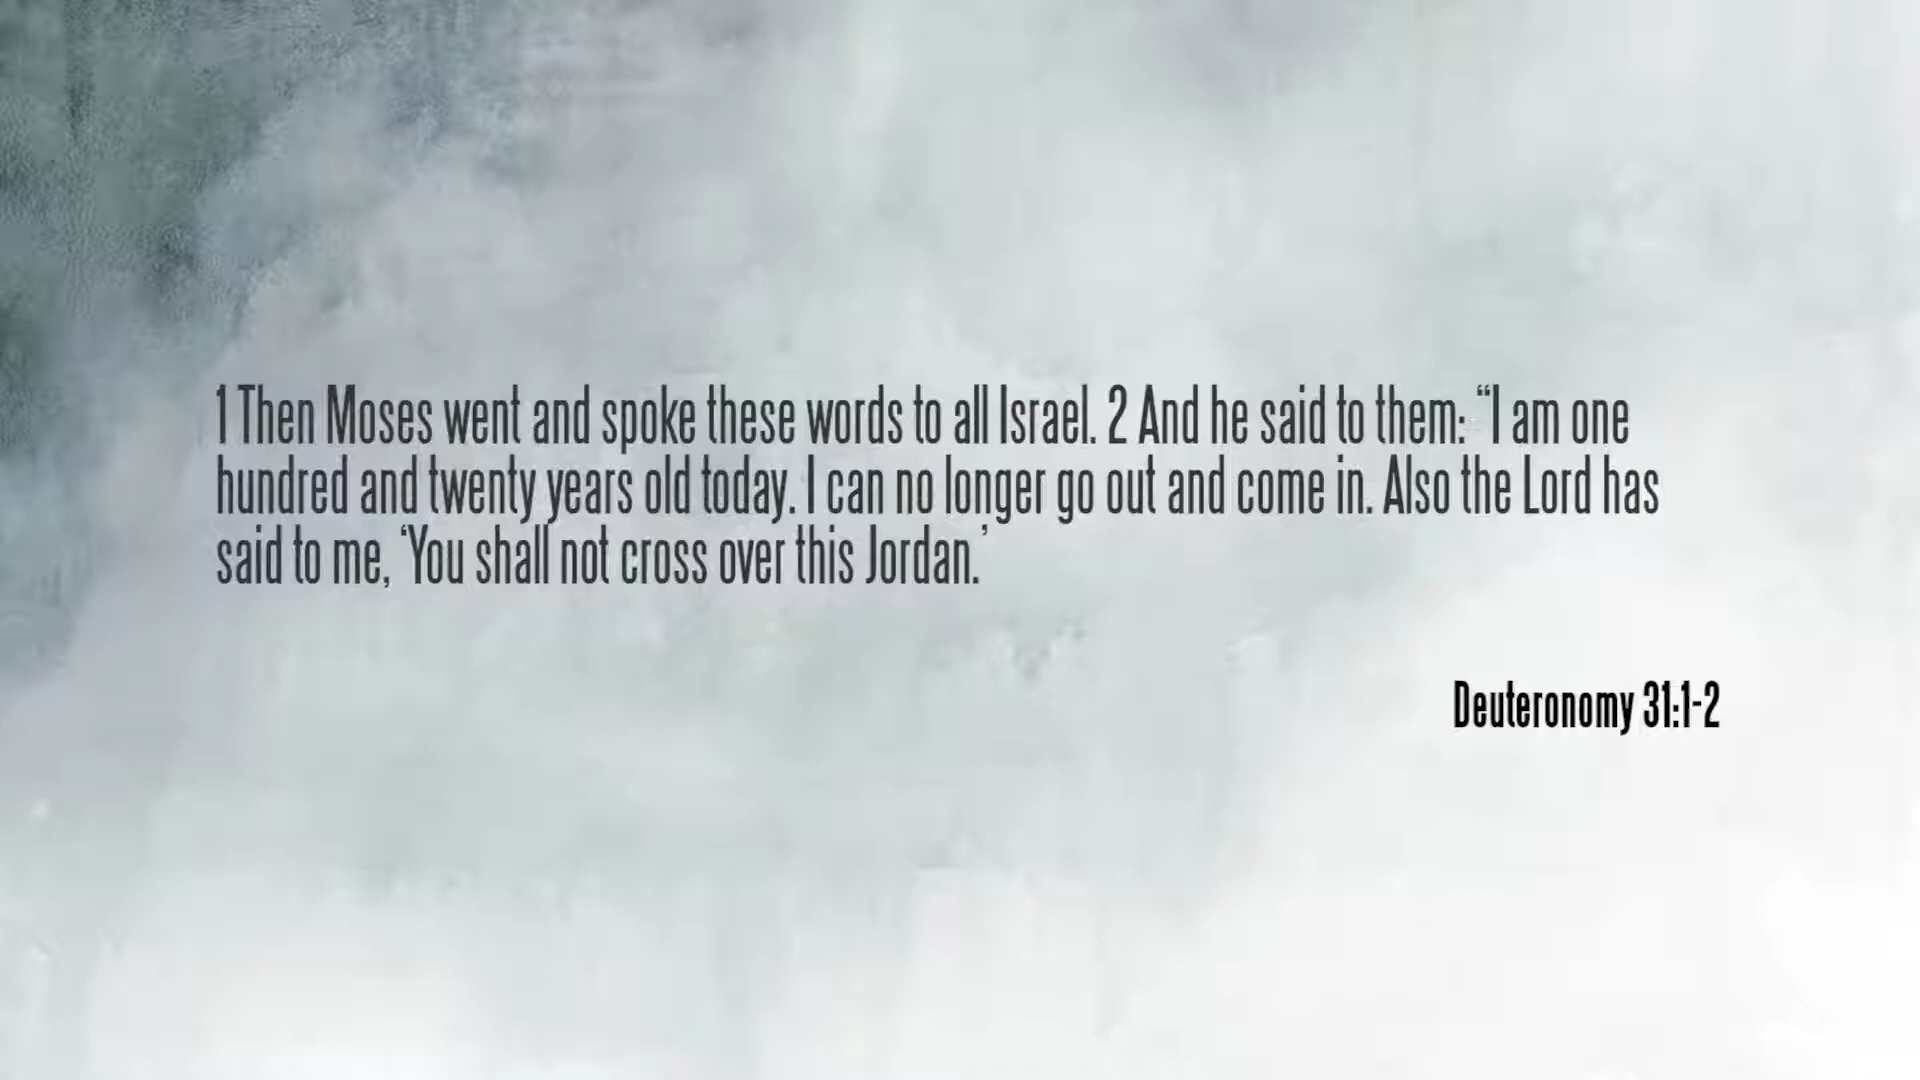 1 Then Moses went and spoke these words to all Israel. 2 And he said to them: “I am one
hundred and twenty years old today. I can no longer go out and come in. Also the Lord has
said to me, ‘You shall not cross over this Jordan.’
Deuteronomy 31:1-2